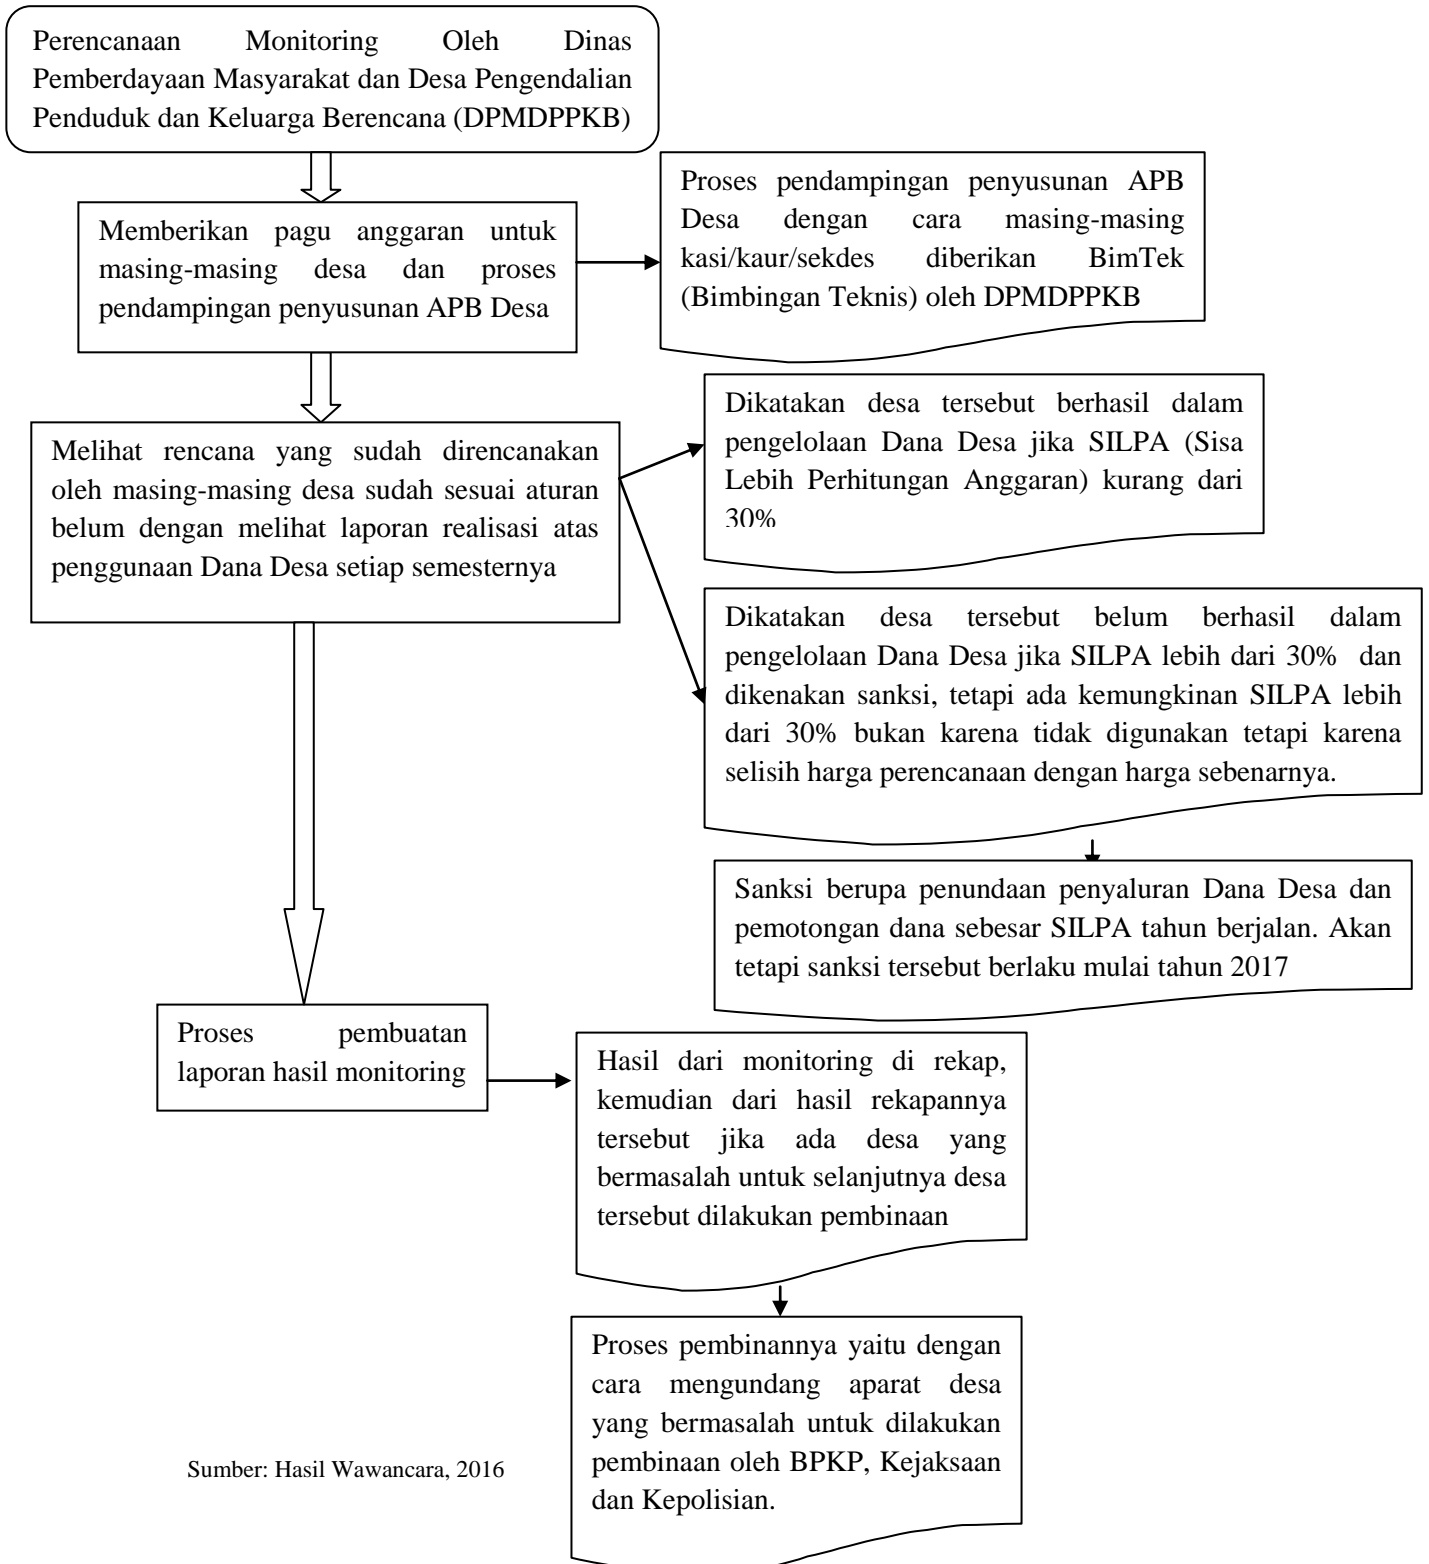 Perencanaan Monitoring Oleh Dinas
Pemberdayaan Masyarakat dan Desa Pengendalian
Penduduk dan Keluarga Berencana (DPMDPPKB)
Memberikan pagu anggaran untuk
masing-masing desa dan proses
pendampingan penyusunan APB Desa
Proses pendampingan penyusunan APB
Desa dengan cara masing-masing
kasi/kaur/sekdes diberikan BimTek
(Bimbingan Teknis) oleh DPMDPPKB
Melihat rencana yang sudah direncanakan
oleh masing-masing desa sudah sesuai aturan
belum dengan melihat laporan realisasi atas
penggunaan Dana Desa setiap semesternya
Dikatakan desa tersebut berhasil dalam
pengelolaan Dana Desa jika SILPA (Sisa
Lebih Perhitungan Anggaran) kurang dari
30%
Dikatakan desa tersebut belum berhasil dalam
pengelolaan Dana Desa jika SILPA lebih dari 30% dan
dikenakan sanksi, tetapi ada kemungkinan SILPA lebih
dari 30% bukan karena tidak digunakan tetapi karena
selisih harga perencanaan dengan harga sebenarnya.
Sanksi berupa penundaan penyaluran Dana Desa dan
pemotongan dana sebesar SILPA tahun berjalan. Akan
tetapi sanksi tersebut berlaku mulai tahun 2017
Proses pembuatan
laporan hasil monitoring
Hasil dari monitoring di rekap,
kemudian dari hasil rekapannya
tersebut jika ada desa yang
bermasalah untuk selanjutnya desa
tersebut dilakukan pembinaan
Proses pembinannya yaitu dengan
cara mengundang aparat desa
yang bermasalah untuk dilakukan
pembinaan oleh BPKP, Kejaksaan
dan Kepolisian.
Sumber: Hasil Wawancara, 2016